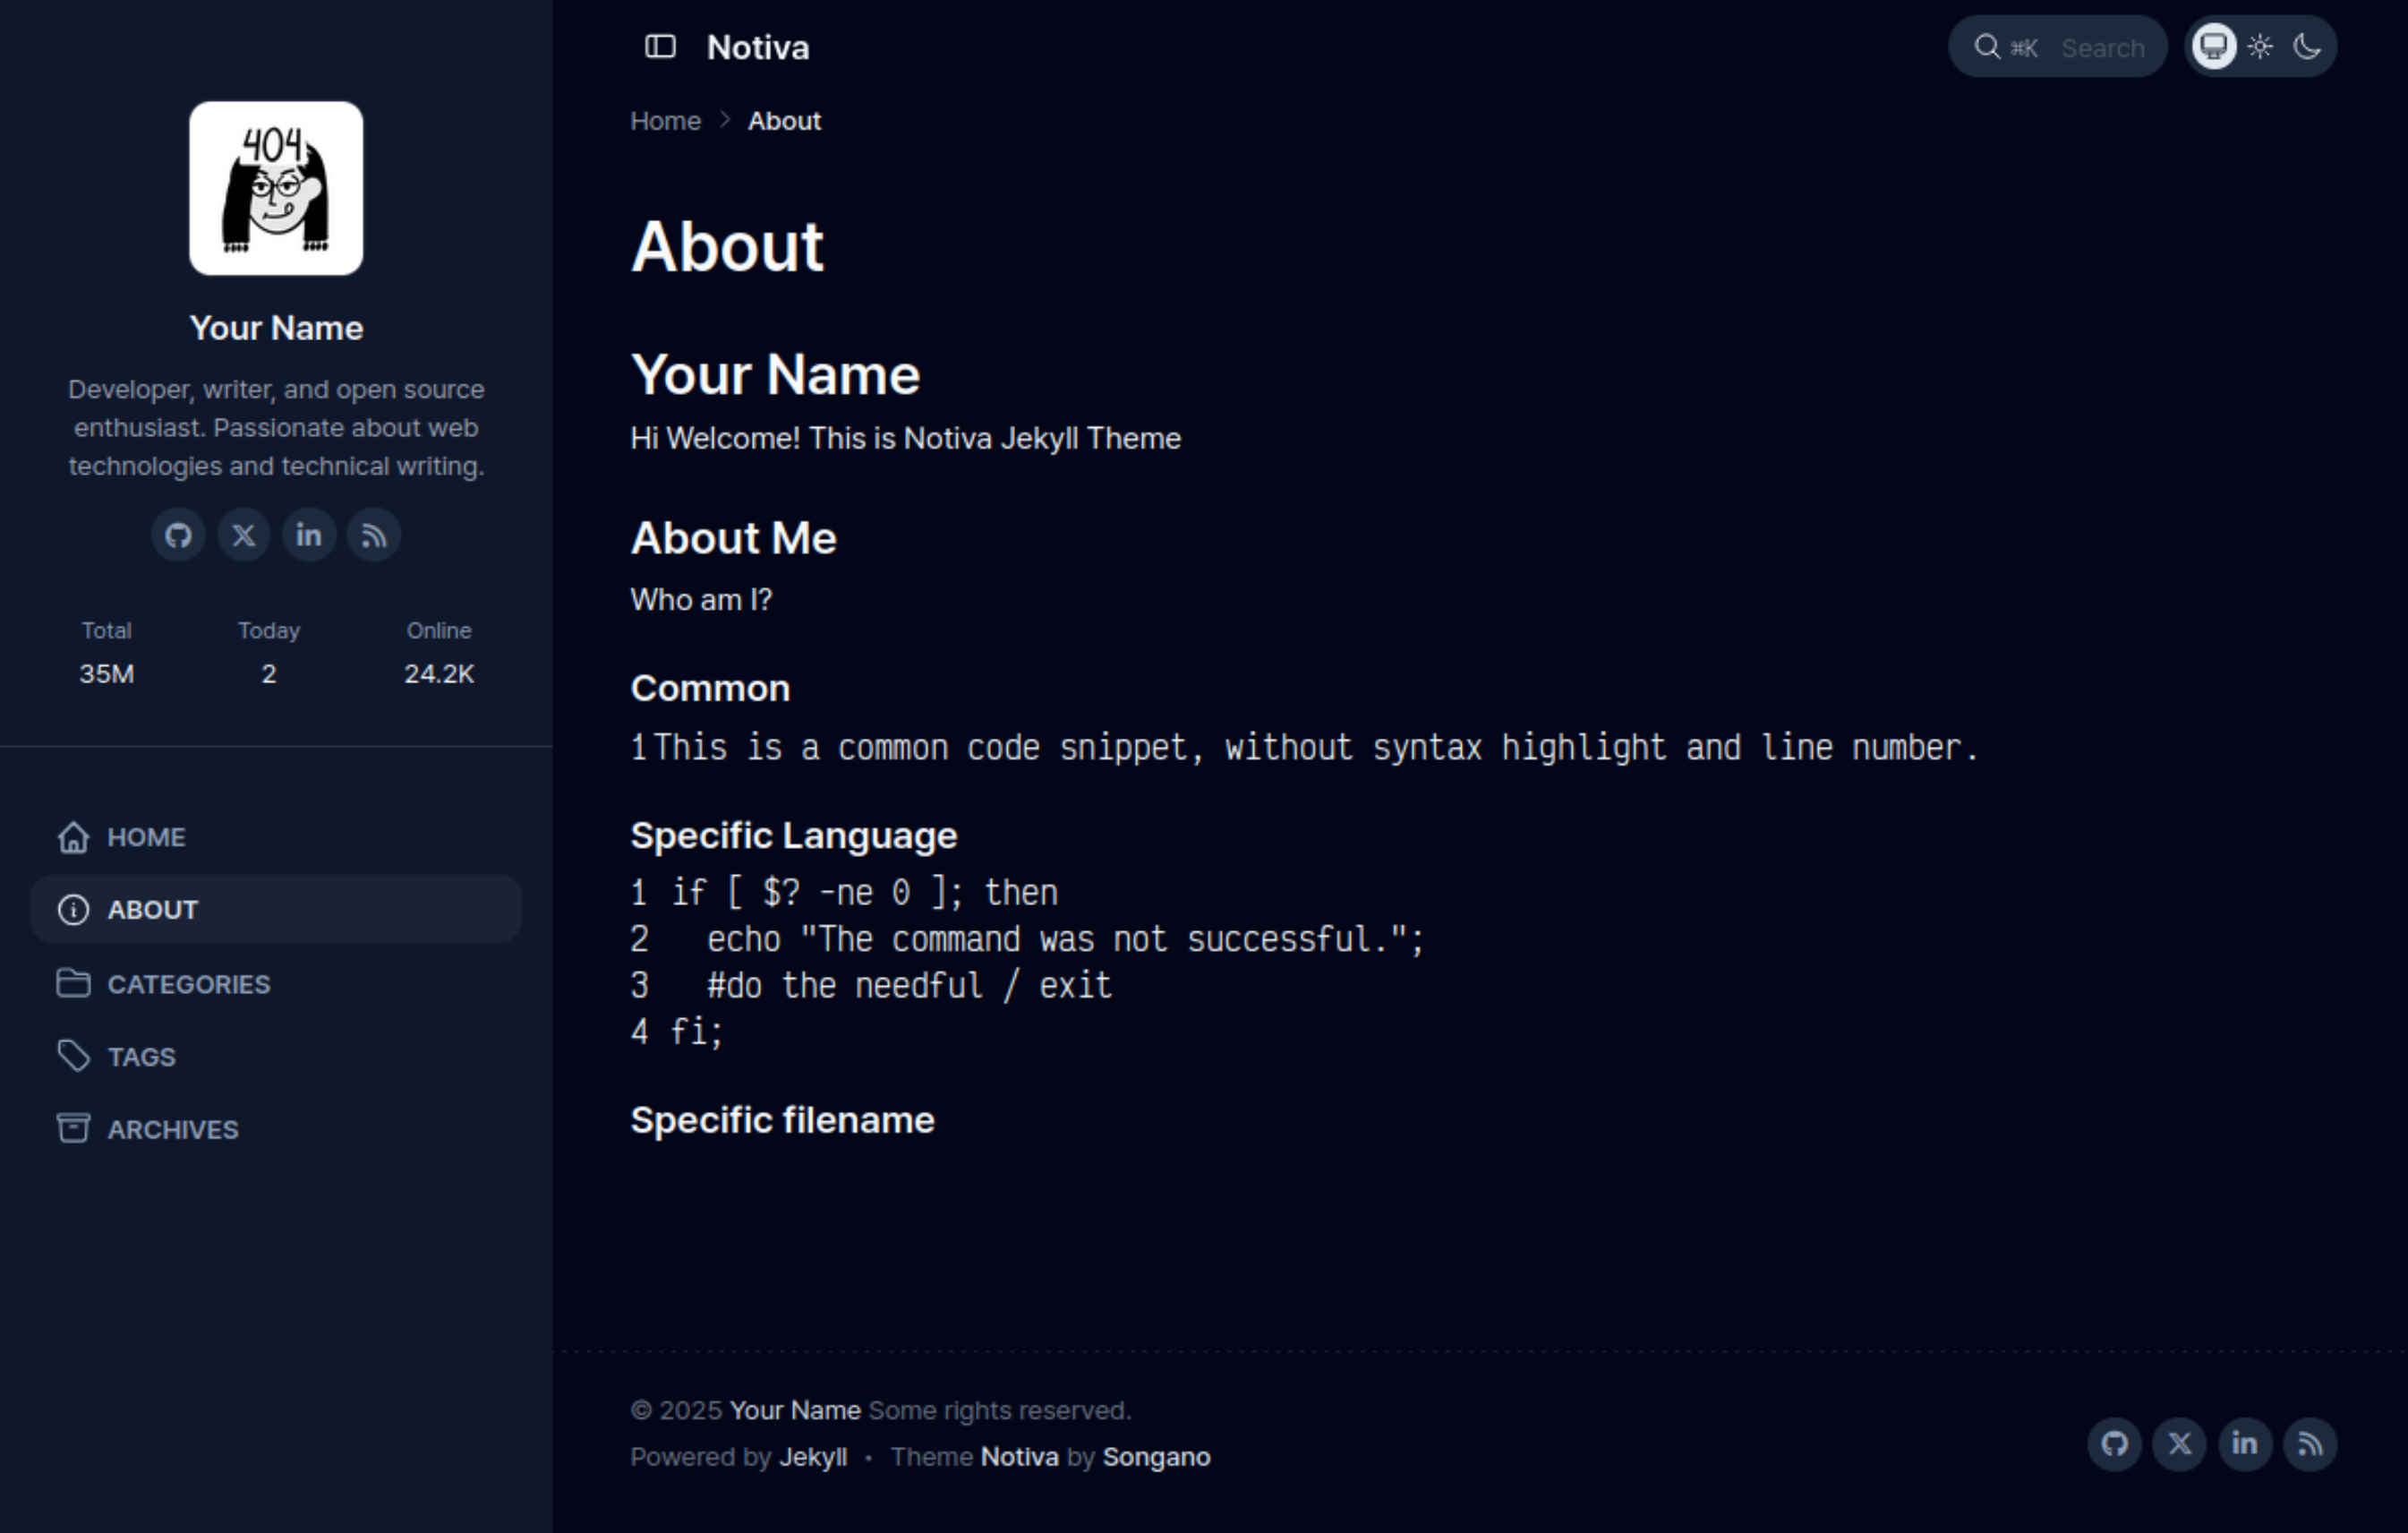 404
Your Name
Developer, writer, and open source
enthusiast. Passionate about web
technologies and technical writing.
Total Today Online
35M 2 24.2K
HOME
ABOUT
CATEGORIES
TAGS
ARCHIVES
Notiva
⌘K Search
Home > About
About
Your Name
Hi Welcome! This is Notiva Jekyll Theme
About Me
Who am I?
Common
1 This is a common code snippet, without syntax highlight and line number.
Specific Language
1 if [ $? -ne 0 ]; then
2   echo "The command was not successful.";
3   #do the needful / exit
4 fi;
Specific filename
© 2025 Your Name Some rights reserved.
Powered by Jekyll • Theme Notiva by Songano